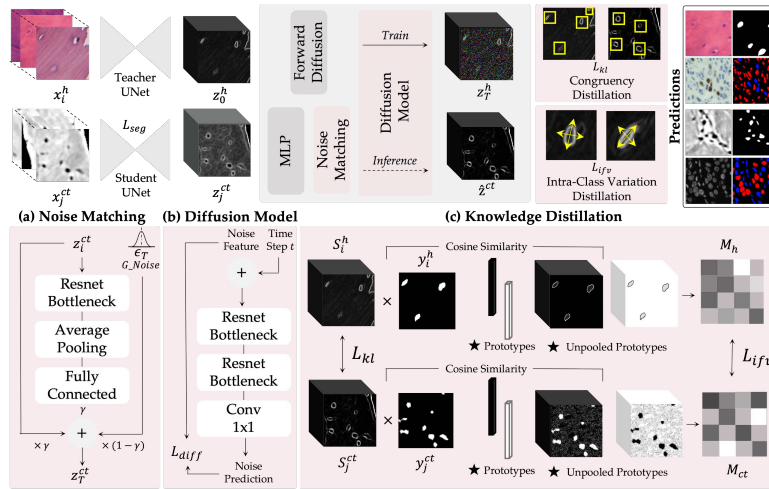 x_i^h
Teacher
UNet
z_0^h
L_seg
Student
UNet
x_j^ct
z_j^ct
Forward
Diffusion
MLP
Noise
Matching
Diffusion
Model
Train
Inference
z_T^h
ẑ^ct
L_kl
Congruency
Distillation
L_ifv
Intra-Class Variation
Distillation
Predictions
(a) Noise Matching
(b) Diffusion Model
(c) Knowledge Distillation
z_i^ct
ϵ_T
G_Noise
Resnet
Bottleneck
Average
Pooling
Fully
Connected
γ
+
×γ
×(1−γ)
z_T^ct
Noise
Feature
Time
Step t
+
Resnet
Bottleneck
Resnet
Bottleneck
Conv
1x1
L_diff
Noise
Prediction
S_i^h
y_i^h
Cosine Similarity
M_h
×
★ Prototypes
★ Unpooled Prototypes
L_kl
L_ifv
Cosine Similarity
×
S_j^ct
y_j^ct
★ Prototypes
★ Unpooled Prototypes
M_ct